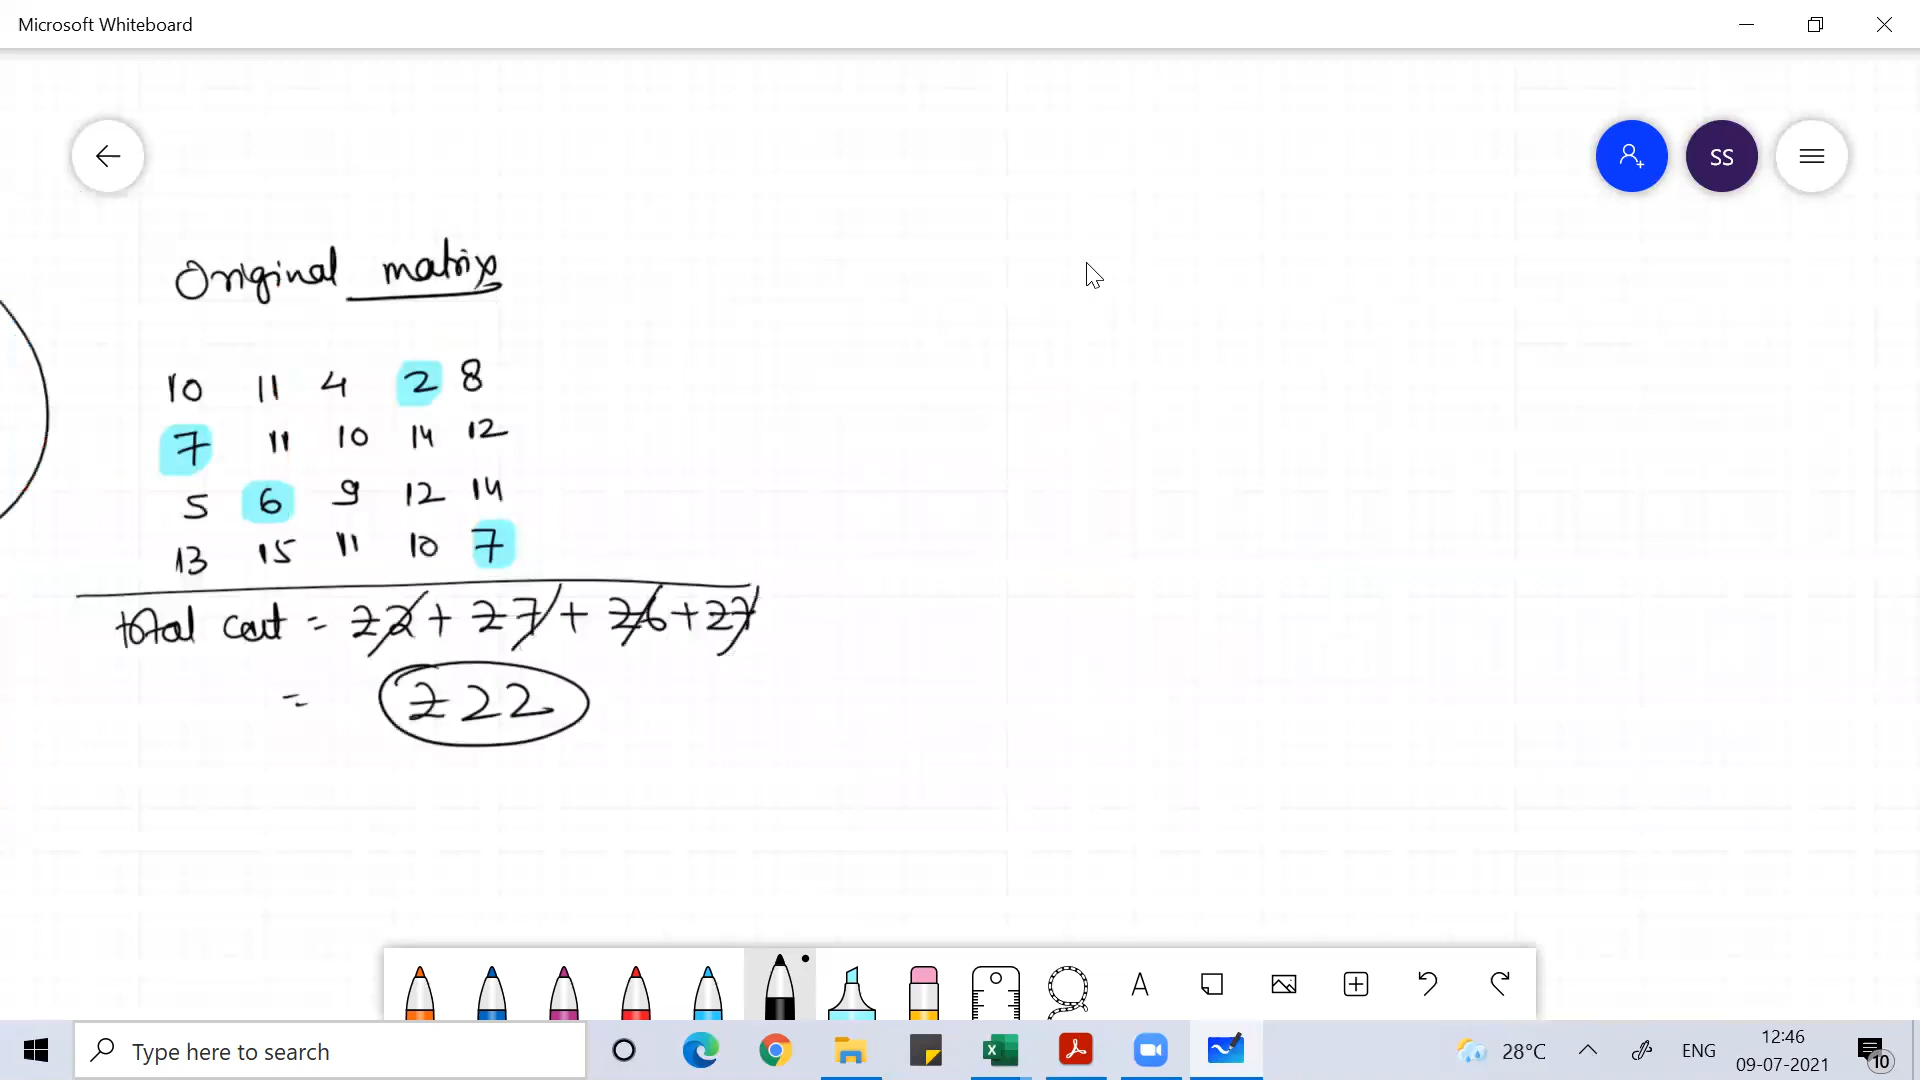 Microsoft Whiteboard
SS
Original matrix
10 11 4 2 8
7 11 10 14 12
5 6 9 12 14
13 15 11 10 7
total cost = ₹2/+ ₹7/+ ₹6/+₹7/
= ₹22
A
Type here to search
28°C
ENG
12:46
09-07-2021
10